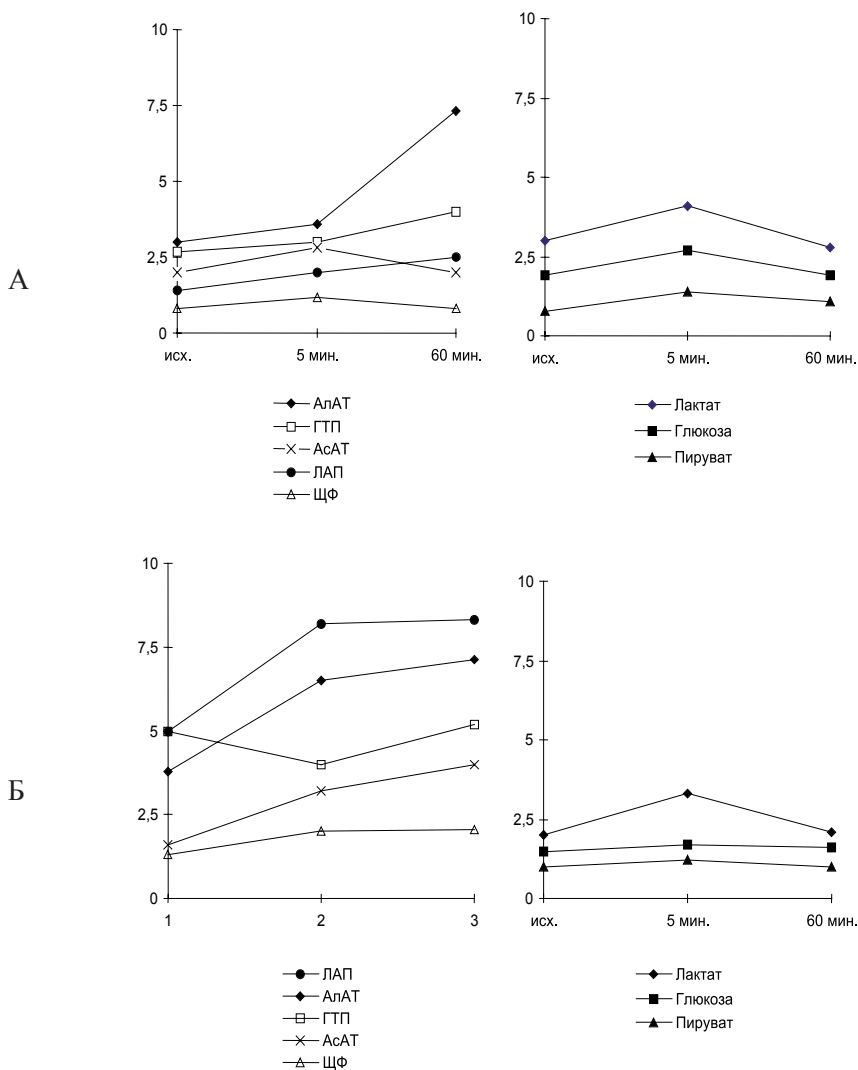 А
10
7,5
5
2,5
0
исх. 5 мин. 60 мин.
АлАТ
ГТП
АсАТ
ЛАП
ЩФ
10
7,5
5
2,5
0
исх. 5 мин. 60 мин.
Лактат
Глюкоза
Пируват
Б
10
7,5
5
2,5
0
1 2 3
ЛАП
АлАТ
ГТП
АсАТ
ЩФ
10
7,5
5
2,5
0
исх. 5 мин. 60 мин.
Лактат
Глюкоза
Пируват